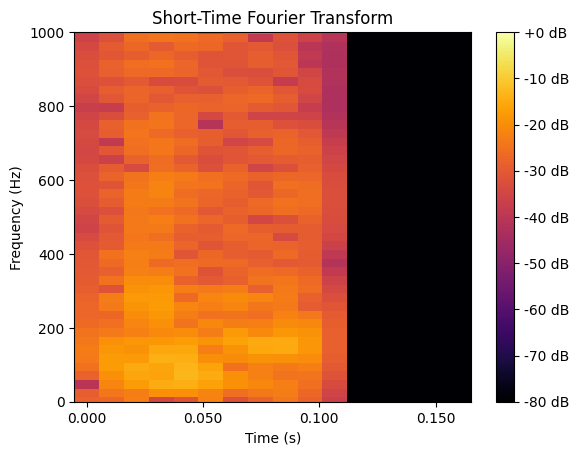 Short-Time Fourier Transform
1000
800
600
400
200
0
Frequency (Hz)
0.000
0.050
0.100
0.150
Time (s)
+0 dB
-10 dB
-20 dB
-30 dB
-40 dB
-50 dB
-60 dB
-70 dB
-80 dB